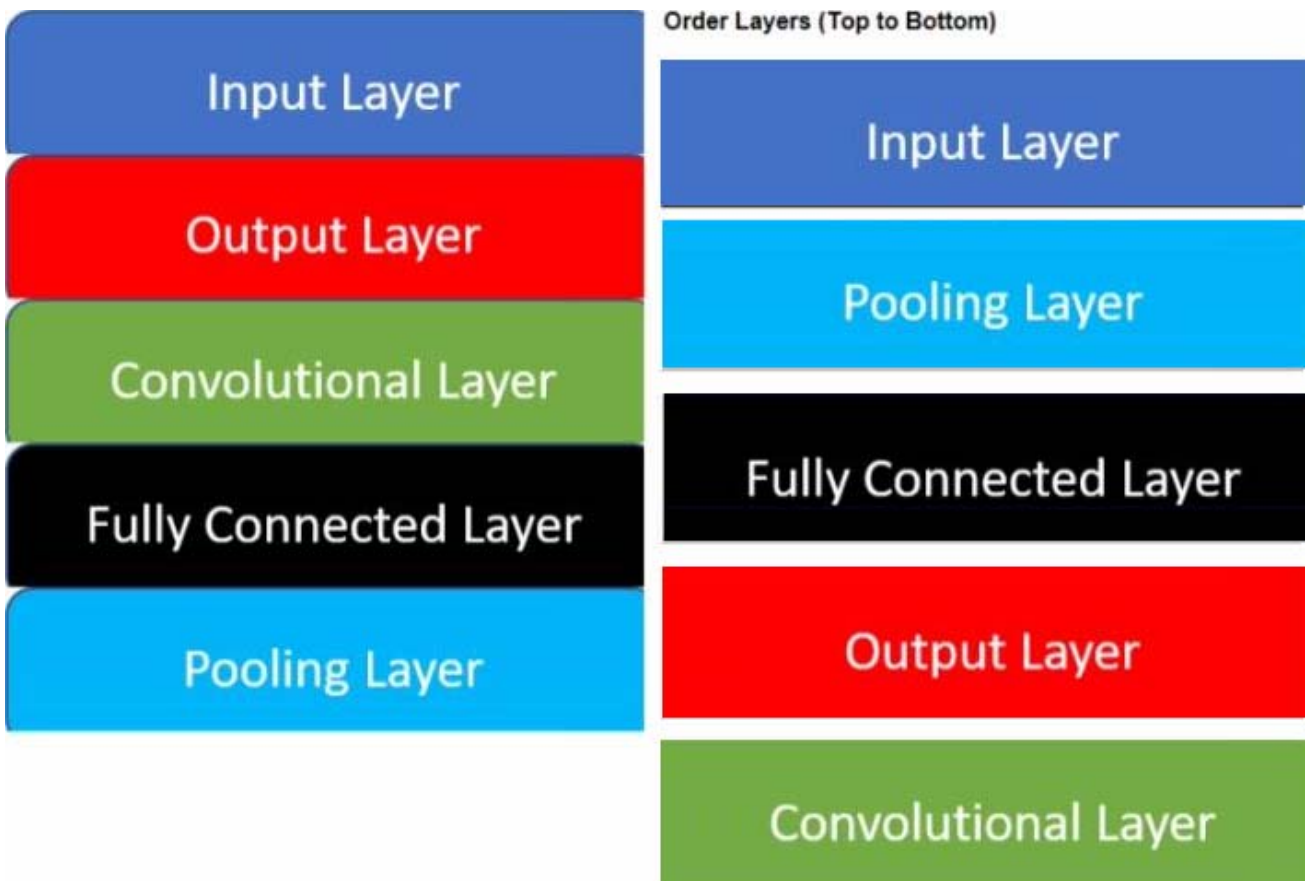 Input Layer
Output Layer
Convolutional Layer
Fully Connected Layer
Pooling Layer
Order Layers (Top to Bottom)
Input Layer
Pooling Layer
Fully Connected Layer
Output Layer
Convolutional Layer